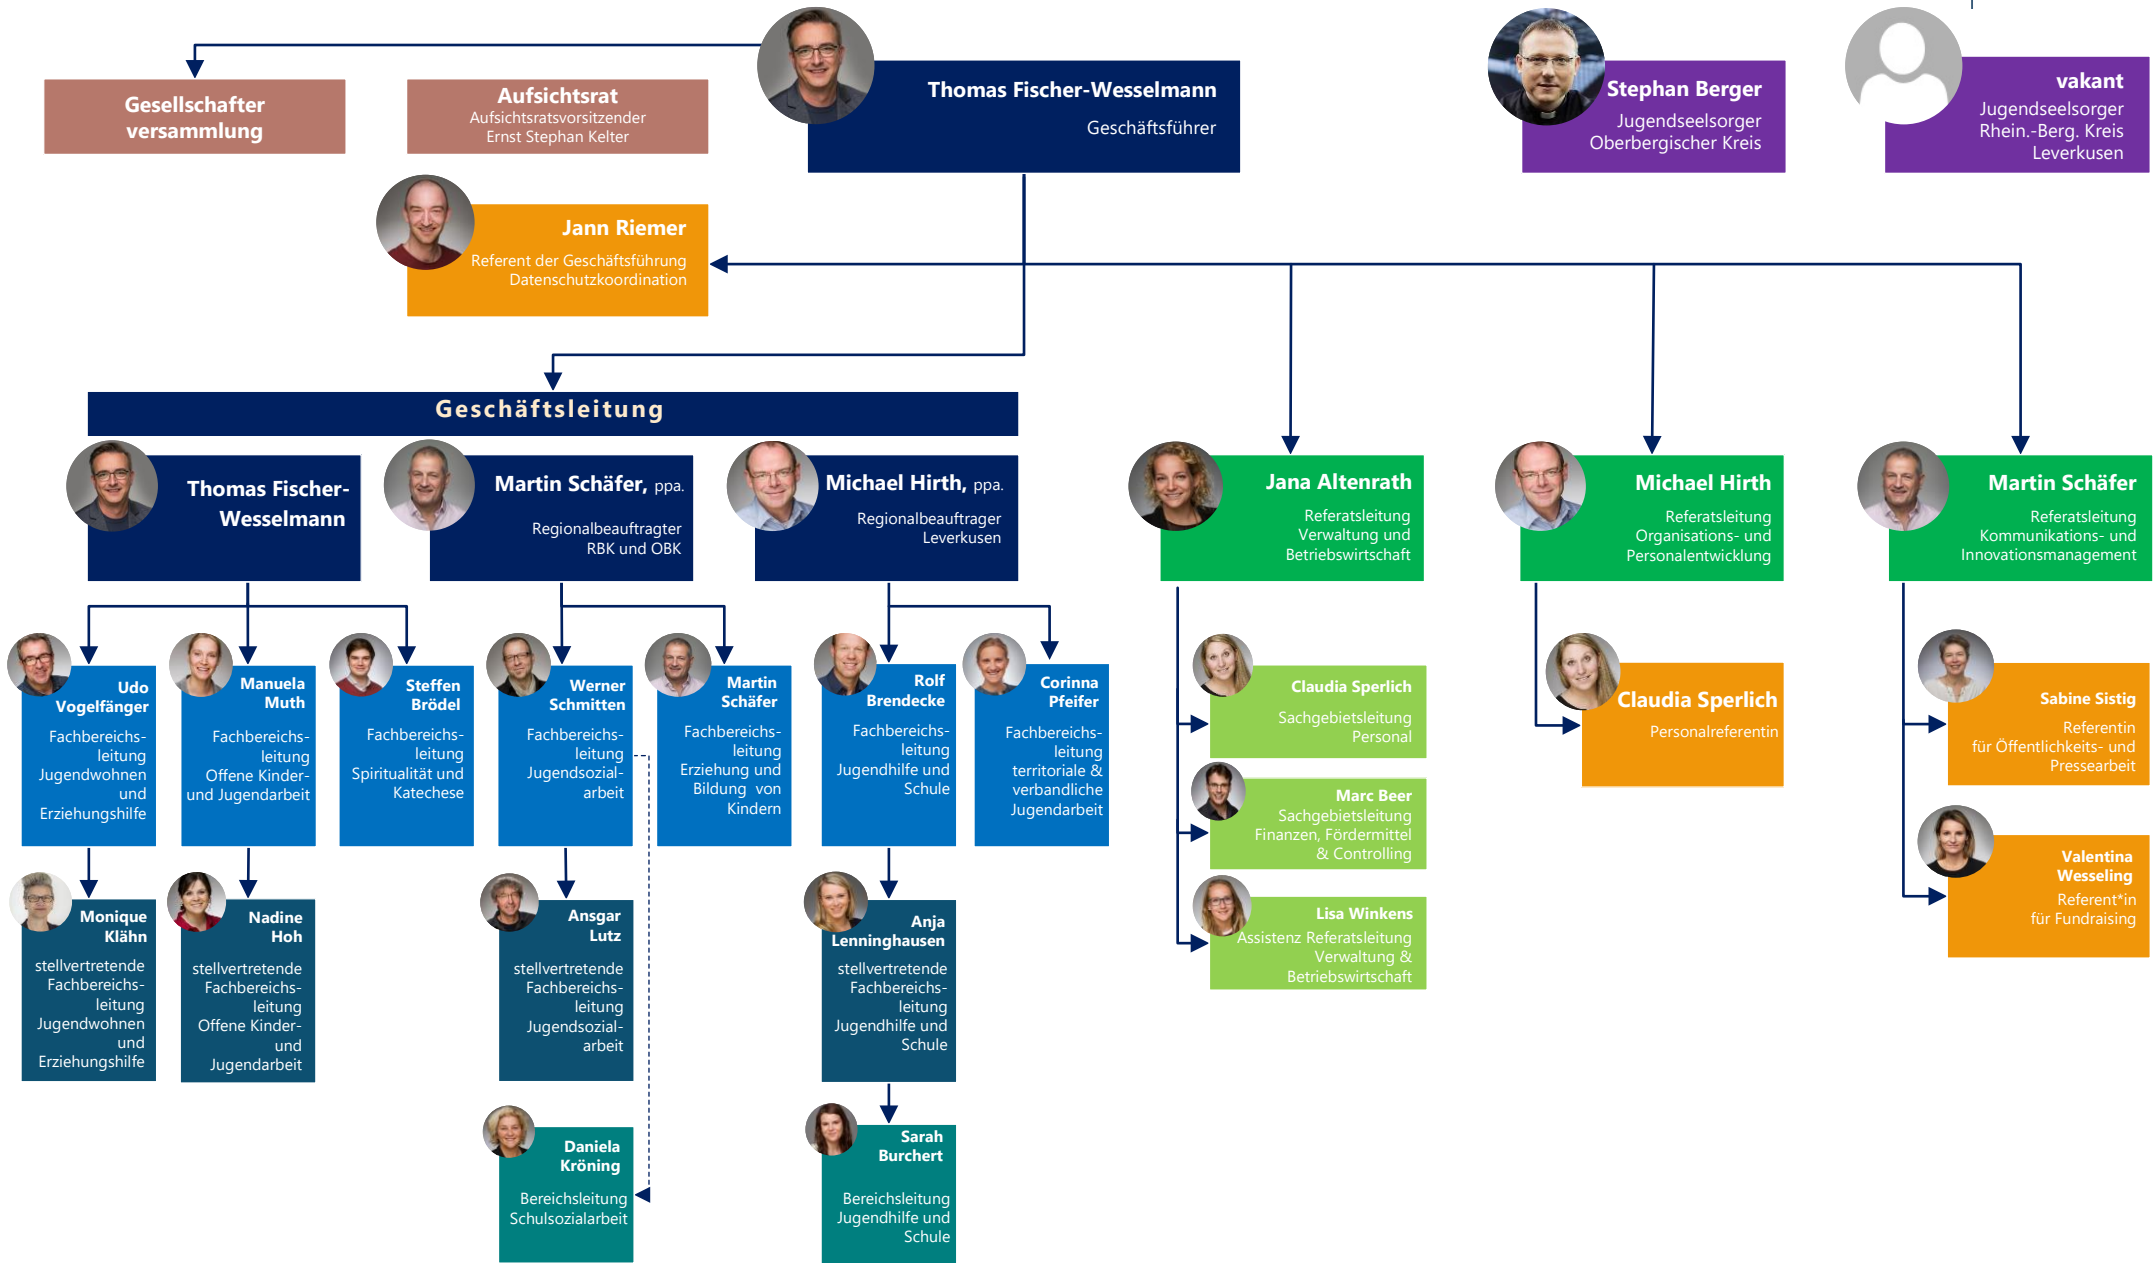 Gesellschafter
versammlung
Aufsichtsrat
Aufsichtsratsvorsitzender
Ernst Stephan Kelter
Thomas Fischer-Wesselmann
Geschäftsführer
Stephan Berger
Jugendseelsorger
Oberbergischer Kreis
vakant
Jugendseelsorger
Rhein.-Berg. Kreis
Leverkusen
Jann Riemer
Referent der Geschäftsführung
Datenschutzkoordination
Geschäftsleitung
Thomas Fischer-
Wesselmann
Martin Schäfer, ppa.
Regionalbeauftragter
RBK und OBK
Michael Hirth, ppa.
Regionalbeauftrager
Leverkusen
Jana Altenrath
Referatsleitung
Verwaltung und
Betriebswirtschaft
Michael Hirth
Referatsleitung
Organisations- und
Personalentwicklung
Martin Schäfer
Referatsleitung
Kommunikations- und
Innovationsmanagement
Udo
Vogelfänger
Fachbereichs-
leitung
Jugendwohnen
und
Erziehungshilfe
Manuela
Muth
Fachbereichs-
leitung
Offene Kinder-
und Jugendarbeit
Steffen
Brödel
Fachbereichs-
leitung
Spiritualität und
Katechese
Werner
Schmitten
Fachbereichs-
leitung
Jugendsozial-
arbeit
Martin
Schäfer
Fachbereichs-
leitung
Erziehung und
Bildung von
Kindern
Rolf
Brendecke
Fachbereichs-
leitung
Jugendhilfe und
Schule
Corinna
Pfeifer
Fachbereichs-
leitung
territoriale &
verbandliche
Jugendarbeit
Claudia Sperlich
Sachgebietsleitung
Personal
Marc Beer
Sachgebietsleitung
Finanzen, Fördermittel
& Controlling
Lisa Winkens
Assistenz Referatsleitung
Verwaltung &
Betriebswirtschaft
Claudia Sperlich
Personalreferentin
Sabine Sistig
Referentin
für Öffentlichkeits- und
Pressearbeit
Valentina
Wesseling
Referent*in
für Fundraising
Monique
Klähn
stellvertretende
Fachbereichs-
leitung
Jugendwohnen
und
Erziehungshilfe
Nadine
Hoh
stellvertretende
Fachbereichs-
leitung
Offene Kinder-
und
Jugendarbeit
Ansgar
Lutz
stellvertretende
Fachbereichs-
leitung
Jugendsozial-
arbeit
Anja
Lenninghausen
stellvertretende
Fachbereichs-
leitung
Jugendhilfe und
Schule
Daniela
Kröning
Bereichsleitung
Schulsozialarbeit
Sarah
Burchert
Bereichsleitung
Jugendhilfe und
Schule